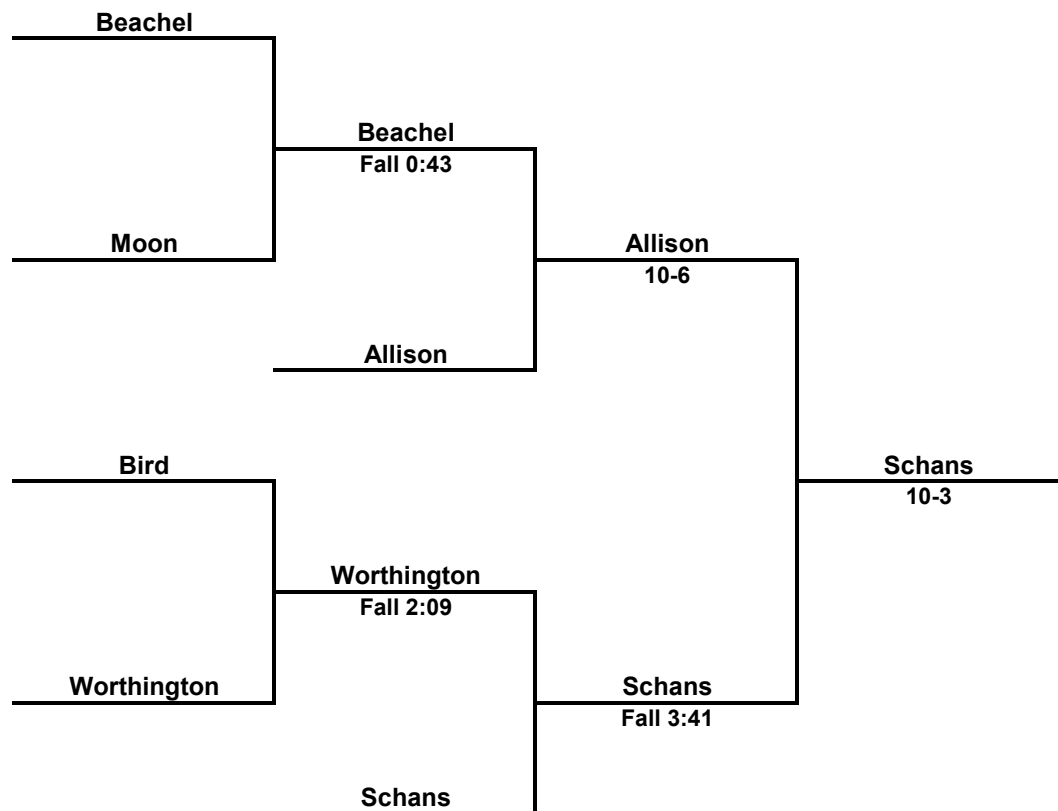 Beachel
Beachel
Fall 0:43
Moon
Allison
10-6
Allison
Bird
Schans
10-3
Worthington
Fall 2:09
Worthington
Schans
Fall 3:41
Schans